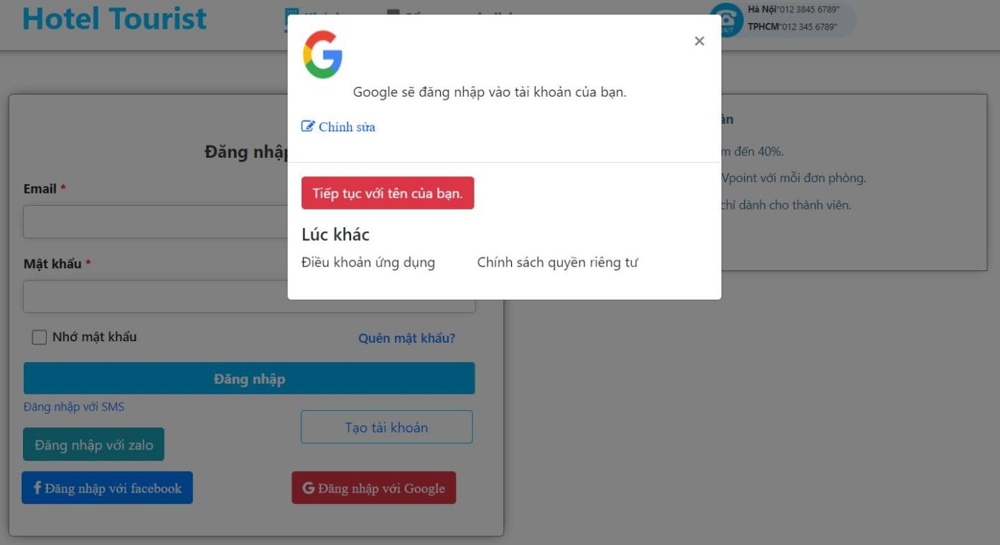 Hotel Tourist
Hà Nội"012 3845 6789"
24/7
TPHCM"012 345 6789"
×
Google sẽ đăng nhập vào tài khoản của bạn.
Chỉnh sửa
Tiếp tục với tên của bạn.
Lúc khác
Điều khoản ứng dụng Chính sách quyền riêng tư
m đến 40%.
Vpoint với mỗi đơn phòng.
chỉ dành cho thành viên.
Đăng nhập
Email *
Mật khẩu *
Nhớ mật khẩu Quên mật khẩu?
Đăng nhập
Đăng nhập với SMS
Tạo tài khoản
Đăng nhập với zalo
Đăng nhập với facebook
Đăng nhập với Google